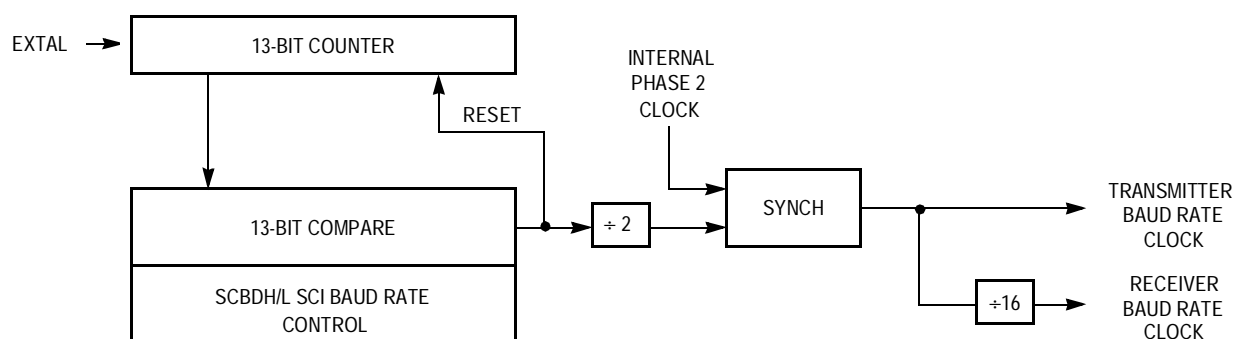 EXTAL
13-BIT COUNTER
INTERNAL
PHASE 2
CLOCK
RESET
13-BIT COMPARE
÷ 2
SYNCH
TRANSMITTER
BAUD RATE
CLOCK
SCBDH/L SCI BAUD RATE
CONTROL
÷16
RECEIVER
BAUD RATE
CLOCK